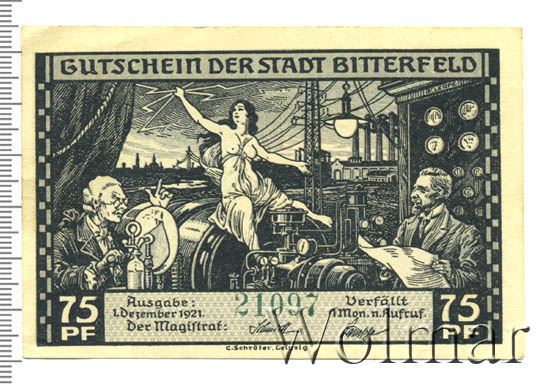 GUTSCHEIN DER STADT BITTERFELD
75
PF
Ausgabe:
1. Dezember 1921.
Der Magistrat:
21097
Verfällt
1 Mon. n. Aufruf.
75
PF
C. Schröter, Leipzig
Wolmar